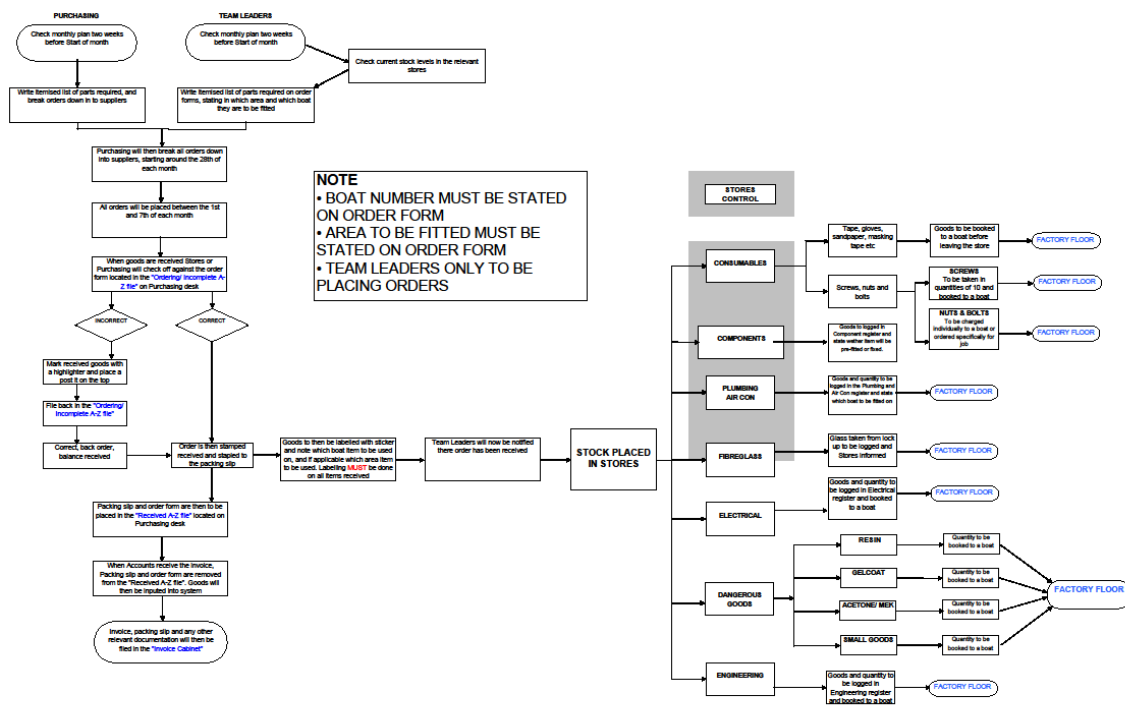 PURCHASING
TEAM LEADERS
Check monthly plan two weeks
before Start of month
Check monthly plan two weeks
before Start of month
Check current stock levels in the relevant
stores
Write itemised list of parts required, and
break orders down in to suppliers
Write itemised list of parts required on order
forms, stating in which area and which boat
they are to be fitted
Purchasing will then break all orders down
into suppliers, starting around the 28th of
each month
All orders will be placed between the 1st
and 7th of each month
When goods are received Stores or
Purchasing will check off against the order
form located in the "Ordering/ Incomplete A-
Z file" on Purchasing desk
INCORRECT
CORRECT
Mark received goods with
a highlighter and place a
post it on the top
File back in the "Ordering/
Incomplete A-Z file"
Correct, back order,
balance received
Order is then stamped
received and stapled to
the packing slip
Goods to then be labelled with sticker
and note which boat item to be used
on, and if applicable which area item
to be used. Labelling MUST be done
on all items received
Team Leaders will now be notified
there order has been received
STOCK PLACED
IN STORES
Packing slip and order form are then to be
placed in the "Received A-Z file" located on
Purchasing desk
When Accounts receive the Invoice,
Packing slip and order form are removed
from the "Received A-Z file". Goods will
then be inputed into system
Invoice, packing slip and any other
relevant documentation will then be
filed in the "Invoice Cabinet"
NOTE
• BOAT NUMBER MUST BE STATED
ON ORDER FORM
• AREA TO BE FITTED MUST BE
STATED ON ORDER FORM
• TEAM LEADERS ONLY TO BE
PLACING ORDERS
STORES
CONTROL
CONSUMABLES
Tape, gloves,
sandpaper, masking
tape etc
Goods to be booked
to a boat before
leaving the store
FACTORY FLOOR
Screws, nuts and
bolts
SCREWS
To be taken in
quantities of 10 and
booked to a boat
FACTORY FLOOR
NUTS & BOLTS
To be charged
individually to a boat or
ordered specifically for
job
FACTORY FLOOR
COMPONENTS
Goods to logged in
Component register and
state wether item will be
pre-fitted or fixed.
PLUMBING
AIR CON
Goods and quantity to be
logged in the Plumbing and
Air Con register and state
which boat to be fitted on
FACTORY FLOOR
FIBREGLASS
Glass taken from lock
up to be logged and
Stores informed
FACTORY FLOOR
ELECTRICAL
Goods and quantity to
be logged in Electrical
register and booked
to a boat
FACTORY FLOOR
DANGEROUS
GOODS
RESIN
Quantity to be
booked to a boat
GELCOAT
Quantity to be
booked to a boat
ACETONE/ MEK
Quantity to be
booked to a boat
SMALL GOODS
Quantity to be
booked to a boat
FACTORY FLOOR
ENGINEERING
Goods and quantity to
be logged in
Engineering register
and booked to a boat
FACTORY FLOOR